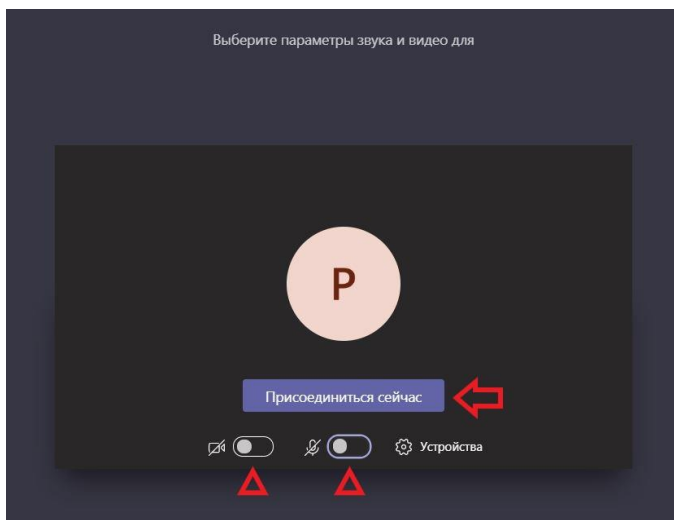 Выберите параметры звука и видео для
P
Присоединиться сейчас
Устройства